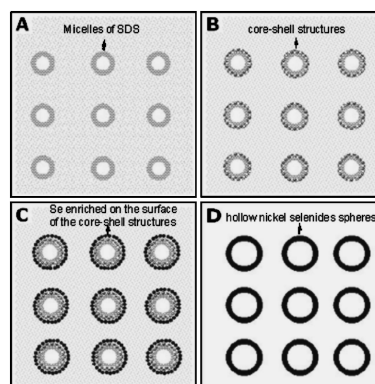 A
Micelles of SDS
B
core-shell structures
C
Se enriched on the surface
of the core-shell structures
D
hollow nickel selenides spheres